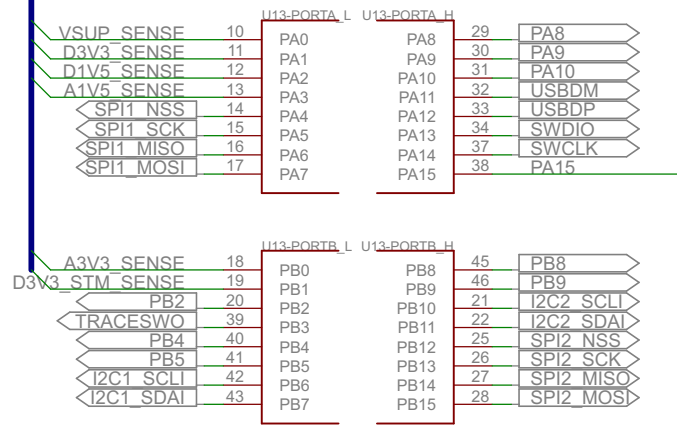 U13-PORTA_L U13-PORTA_H
VSUP_SENSE 10 PA0 PA8 29 PA8
D3V3_SENSE 11 PA1 PA9 30 PA9
D1V5_SENSE 12 PA2 PA10 31 PA10
A1V5_SENSE 13 PA3 PA11 32 USBDM
SPI1_NSS 14 PA4 PA12 33 USBDP
SPI1_SCK 15 PA5 PA13 34 SWDIO
SPI1_MISO 16 PA6 PA14 37 SWCLK
SPI1_MOSI 17 PA7 PA15 38 PA15
U13-PORTB_L U13-PORTB_H
A3V3_SENSE 18 PB0 PB8 45 PB8
D3V3_STM_SENSE 19 PB1 PB9 46 PB9
PB2 20 PB2 PB10 21 I2C2_SCLI
TRACESWO 39 PB3 PB11 22 I2C2_SDAI
PB4 40 PB4 PB12 25 SPI2_NSS
PB5 41 PB5 PB13 26 SPI2_SCK
I2C1_SCLI 42 PB6 PB14 27 SPI2_MISO
I2C1_SDAI 43 PB7 PB15 28 SPI2_MOSI